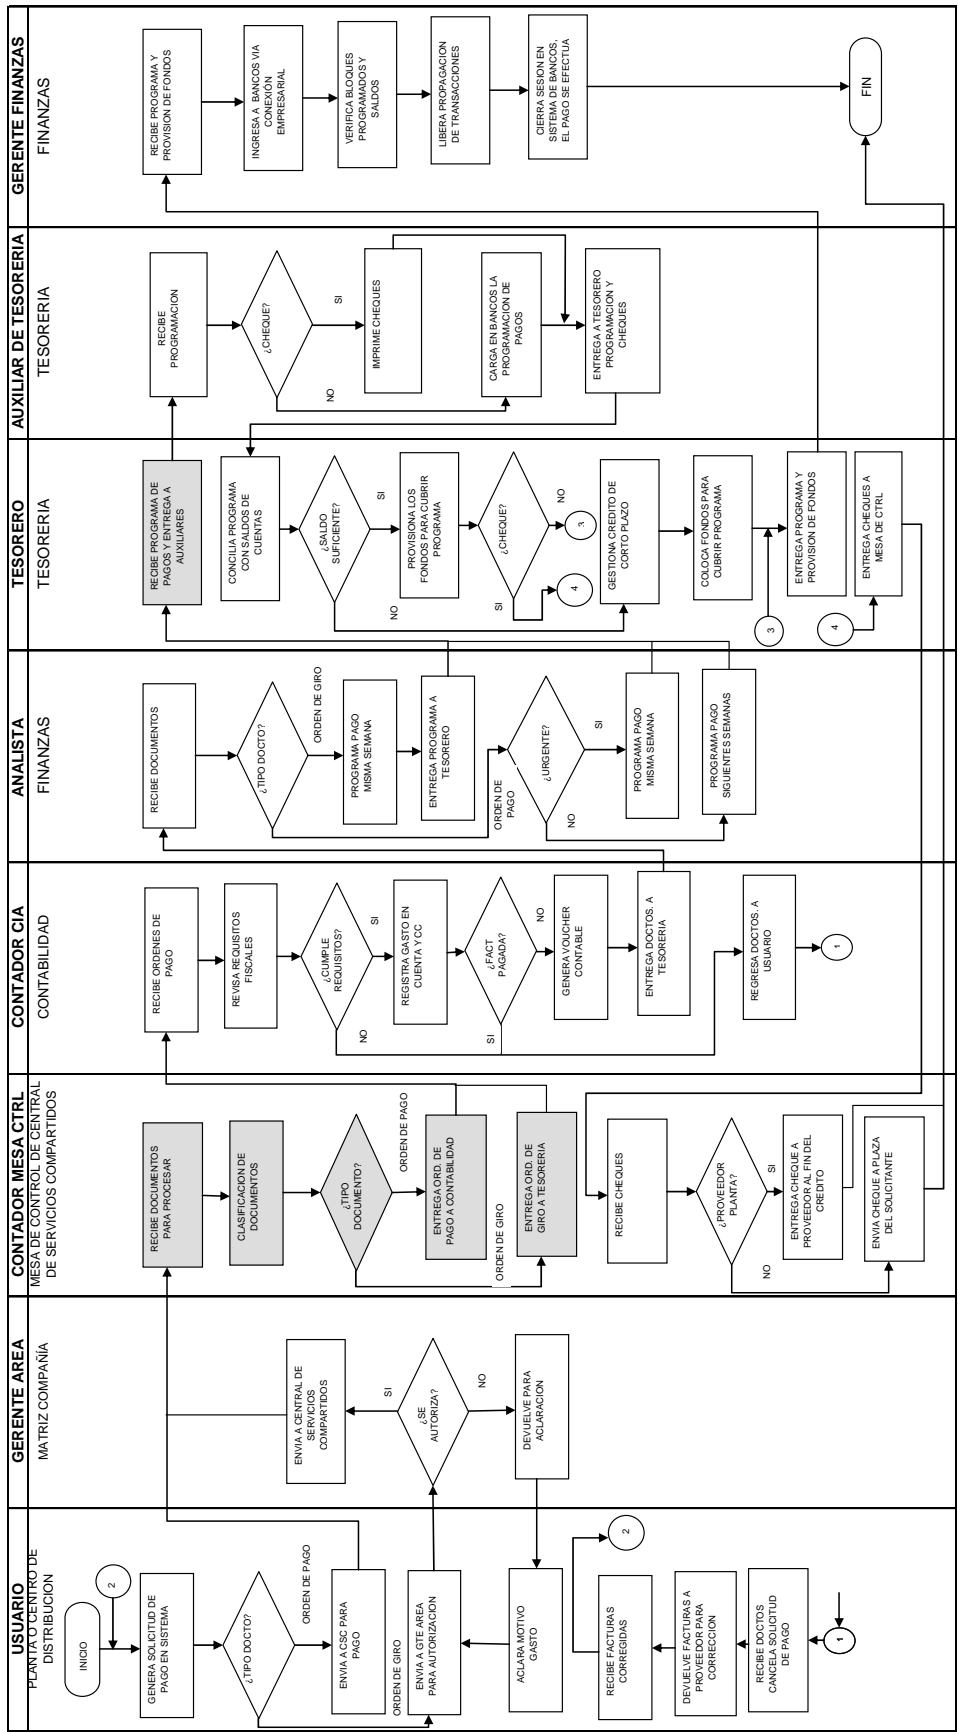 USUARIO
PLANTA O CENTRO DE
DISTRIBUCION
INICIO
2
GENERA SOLICITUD DE
PAGO EN SISTEMA
¿TIPO DOCTO?
ORDEN DE PAGO
ENVIA A CSC PARA
PAGO
ORDEN DE GIRO
ENVIA A GTE AREA
PARA AUTORIZACION
ACLARA MOTIVO
GASTO
2
RECIBE FACTURAS
CORREGIDAS
DEVUELVE FACTURAS A
PROVEEDOR PARA
CORRECCION
RECIBE DOCTOS
CANCELA SOLICITUD
DE PAGO
1
GERENTE AREA
MATRIZ COMPAÑÍA
ENVIA A CENTRAL DE
SERVICIOS
COMPARTIDOS
SI
¿SE
AUTORIZA?
NO
DEVUELVE PARA
ACLARACION
CONTADOR MESA CTRL
MESA DE CONTROL DE CENTRAL
DE SERVICIOS COMPARTIDOS
RECIBE DOCUMENTOS
PARA PROCESAR
CLASIFICACION DE
DOCUMENTOS
¿TIPO
DOCUMENTO?
ORDEN DE PAGO
ENTREGA ORD. DE
PAGO A CONTABILIDAD
ORDEN DE GIRO
ENTREGA ORD. DE
GIRO A TESORERIA
RECIBE CHEQUES
¿PROVEEDOR
PLANTA?
SI
NO
ENTREGA CHEQUE A
PROVEEDOR AL FIN DEL
CREDITO
ENVIA CHEQUE A PLAZA
DEL SOLICITANTE
CONTADOR CIA
CONTABILIDAD
RECIBE ORDENES DE
PAGO
REVISA REQUISITOS
FISCALES
¿CUMPLE
REQUISITOS?
SI
NO
REGISTRA GASTO EN
CUENTA Y CC
¿FACT
PAGADA?
NO
SI
GENERA VOUCHER
CONTABLE
ENTREGA DOCTOS. A
TESORERIA
REGRESA DOCTOS. A
USUARIO
1
ANALISTA
FINANZAS
RECIBE DOCUMENTOS
¿TIPO DOCTO?
ORDEN DE GIRO
PROGRAMA PAGO
MISMA SEMANA
ENTREGA PROGRAMA A
TESORERO
ORDEN DE
PAGO
¿URGENTE?
SI
NO
PROGRAMA PAGO
MISMA SEMANA
PROGRAMA PAGO
SIGUIENTES SEMANAS
TESORERO
TESORERIA
RECIBE PROGRAMA DE
PAGOS Y ENTREGA A
AUXILIARES
CONCILIA PROGRAMA
CON SALDOS DE
CUENTAS
¿SALDO
SUFICIENTE?
SI
NO
PROVISIONA LOS
FONDOS PARA CUBRIR
PROGRAMA
¿CHEQUE?
NO
SI
3
4
GESTIONA CREDITO DE
CORTO PLAZO
COLOCA FONDOS PARA
CUBRIR PROGRAMA
3
ENTREGA PROGRAMA Y
PROVISION DE FONDOS
4
ENTREGA CHEQUES A
MESA DE CTRL
AUXILIAR DE TESORERIA
TESORERIA
RECIBE
PROGRAMACION
¿CHEQUE?
SI
NO
IMPRIME CHEQUES
CARGA EN BANCOS LA
PROGRAMACION DE
PAGOS
ENTREGA A TESORERO
PROGRAMACION Y
CHEQUES
GERENTE FINANZAS
FINANZAS
RECIBE PROGRAMA Y
PROVISION DE FONDOS
INGRESA A BANCOS VIA
CONEXIÓN
EMPRESARIAL
VERIFICA BLOQUES
PROGRAMADOS Y
SALDOS
LIBERA PROPAGACION
DE TRANSACCIONES
CIERRA SESION EN
SISTEMA DE BANCOS,
EL PAGO SE EFECTUA
FIN